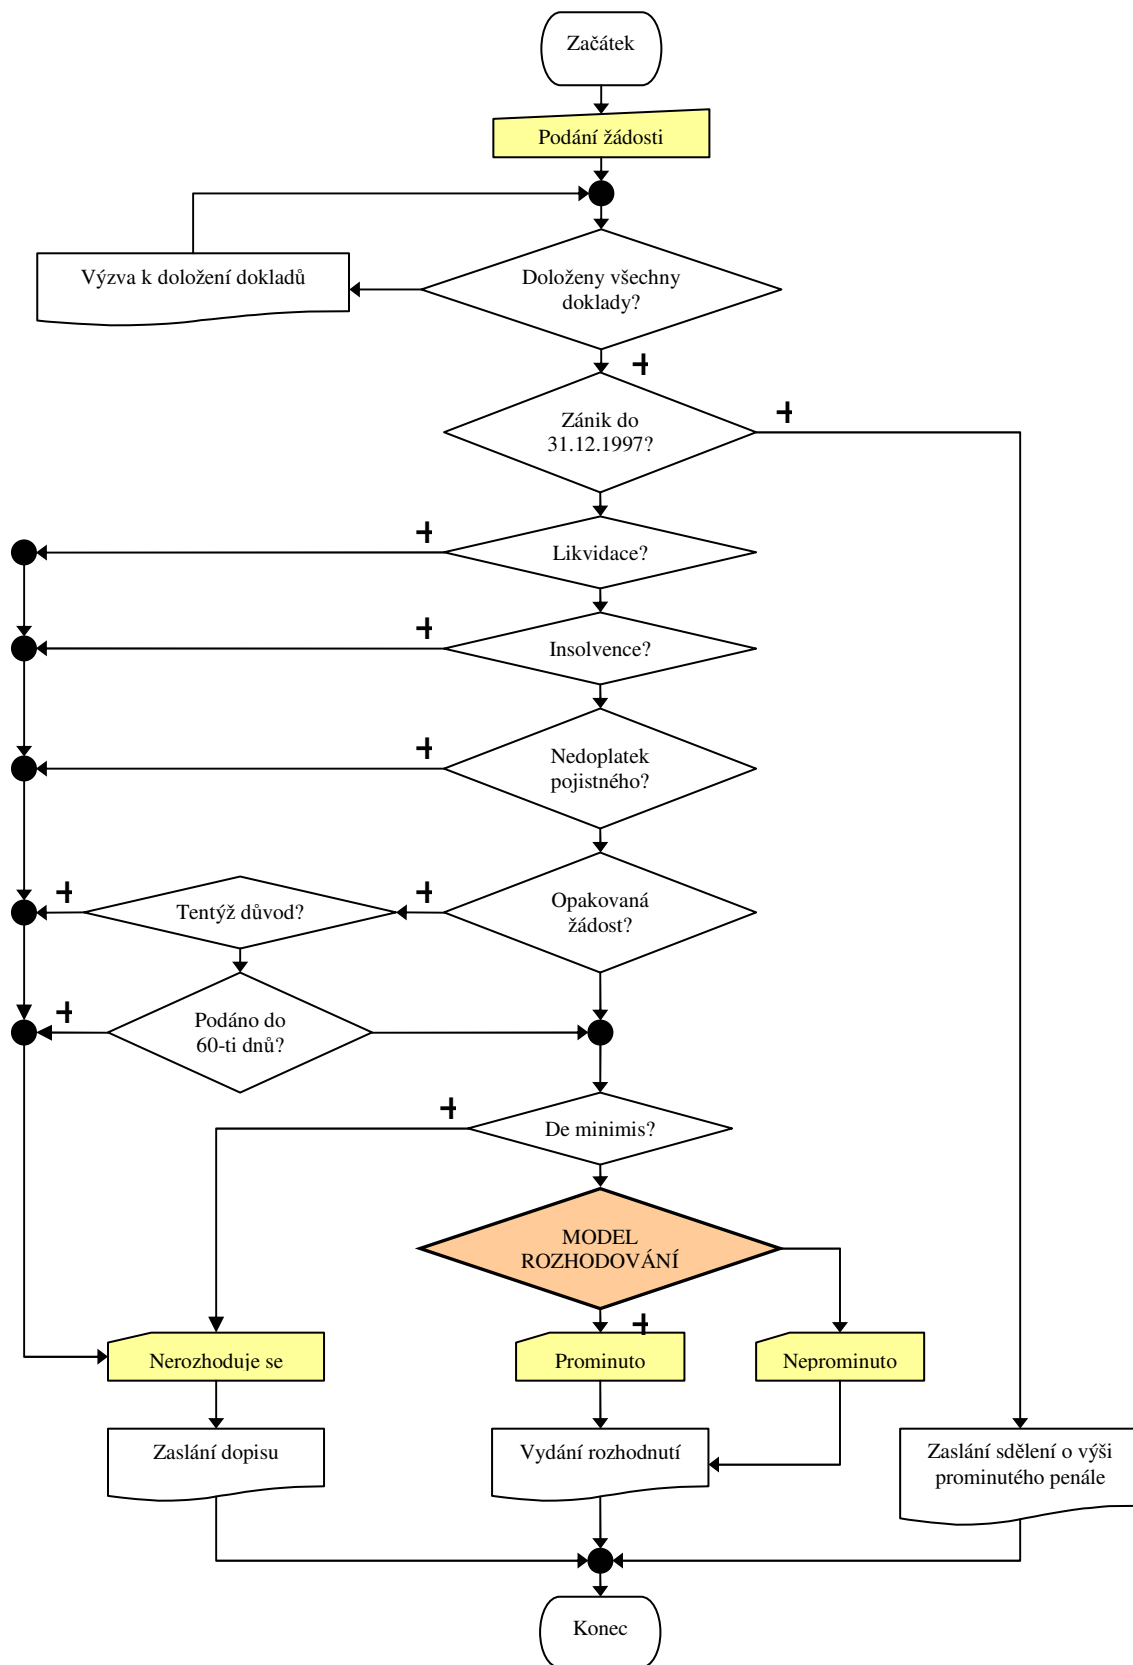 Začátek
Podání žádosti
Výzva k doložení dokladů
Doloženy všechny
doklady?
+
Zánik do
31.12.1997?
+
Likvidace?
+
Insolvence?
+
Nedoplatek
pojistného?
+
Opakovaná
žádost?
+
Tentýž důvod?
+
Podáno do
60-ti dnů?
+
De minimis?
+
MODEL
ROZHODOVÁNÍ
+
Nerozhoduje se
Prominuto
Neprominuto
Zaslání dopisu
Vydání rozhodnutí
Zaslání sdělení o výši
prominutého penále
Konec